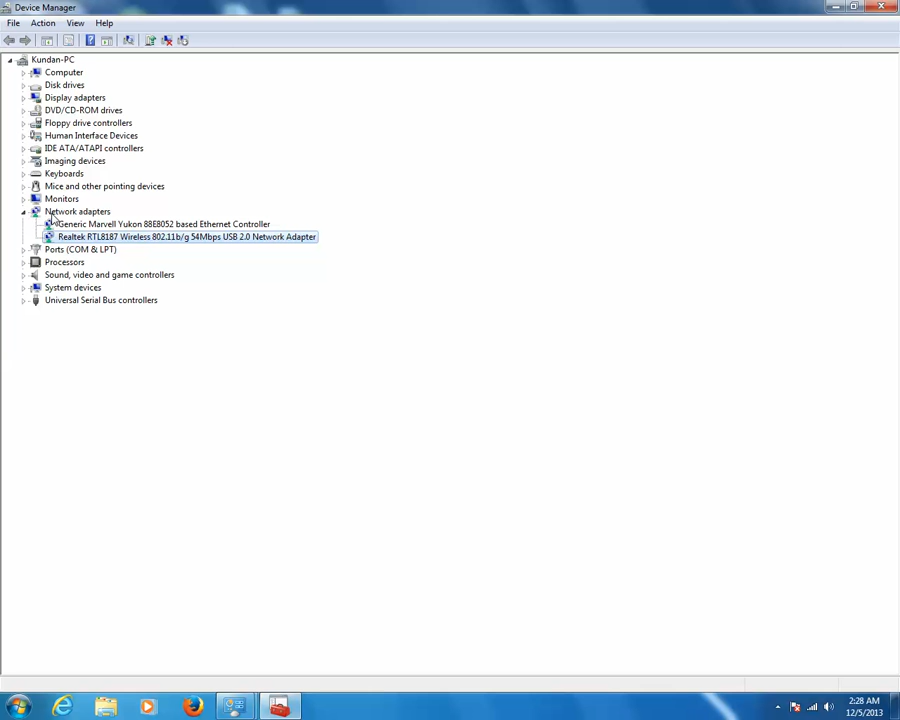 Device Manager
File Action View Help
Kundan-PC
Computer
Disk drives
Display adapters
DVD/CD-ROM drives
Floppy drive controllers
Human Interface Devices
IDE ATA/ATAPI controllers
Imaging devices
Keyboards
Mice and other pointing devices
Monitors
Network adapters
Generic Marvell Yukon 88E8052 based Ethernet Controller
Realtek RTL8187 Wireless 802.11b/g 54Mbps USB 2.0 Network Adapter
Ports (COM & LPT)
Processors
Sound, video and game controllers
System devices
Universal Serial Bus controllers
2:28 AM
12/5/2013